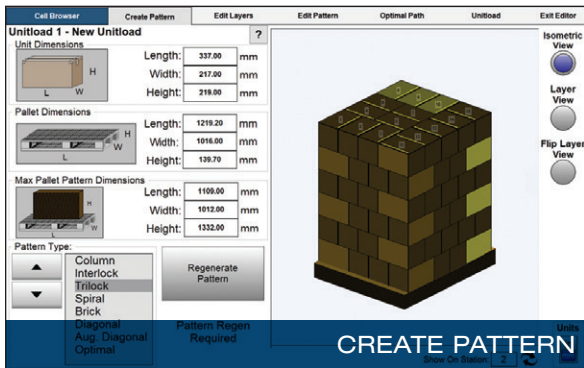 Cell Browser
Create Pattern
Edit Layers
Edit Pattern
Optimal Path
Unitload
Exit Editor
Unitload 1 - New Unitload
?
Unit Dimensions
H
L
W
Length: 337.00 mm
Width: 217.00 mm
Height: 219.00 mm
Pallet Dimensions
H
W
L
Length: 1219.20 mm
Width: 1016.00 mm
Height: 139.70 mm
Max Pallet Pattern Dimensions
H
W
L
Length: 1109.00 mm
Width: 1012.00 mm
Height: 1332.00 mm
Pattern Type:
Column
Interlock
Trilock
Spiral
Brick
Diagonal
Aug. Diagonal
Optimal
Regenerate
Pattern
Pattern Regen
Required
Isometric
View
Layer
View
Flip Layer
View
Units
CREATE PATTERN
Show On Station: 2